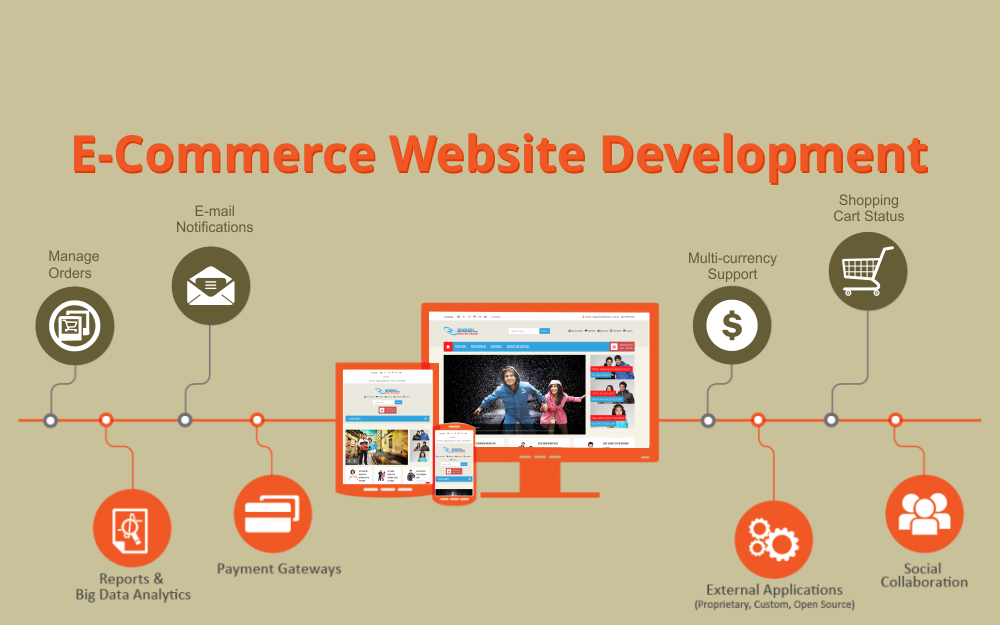 E-Commerce Website Development
E-mail
Notifications
Manage
Orders
Shopping
Cart Status
Multi-currency
Support
Reports &
Big Data Analytics
Payment Gateways
External Applications
(Proprietary, Custom, Open Source)
Social
Collaboration